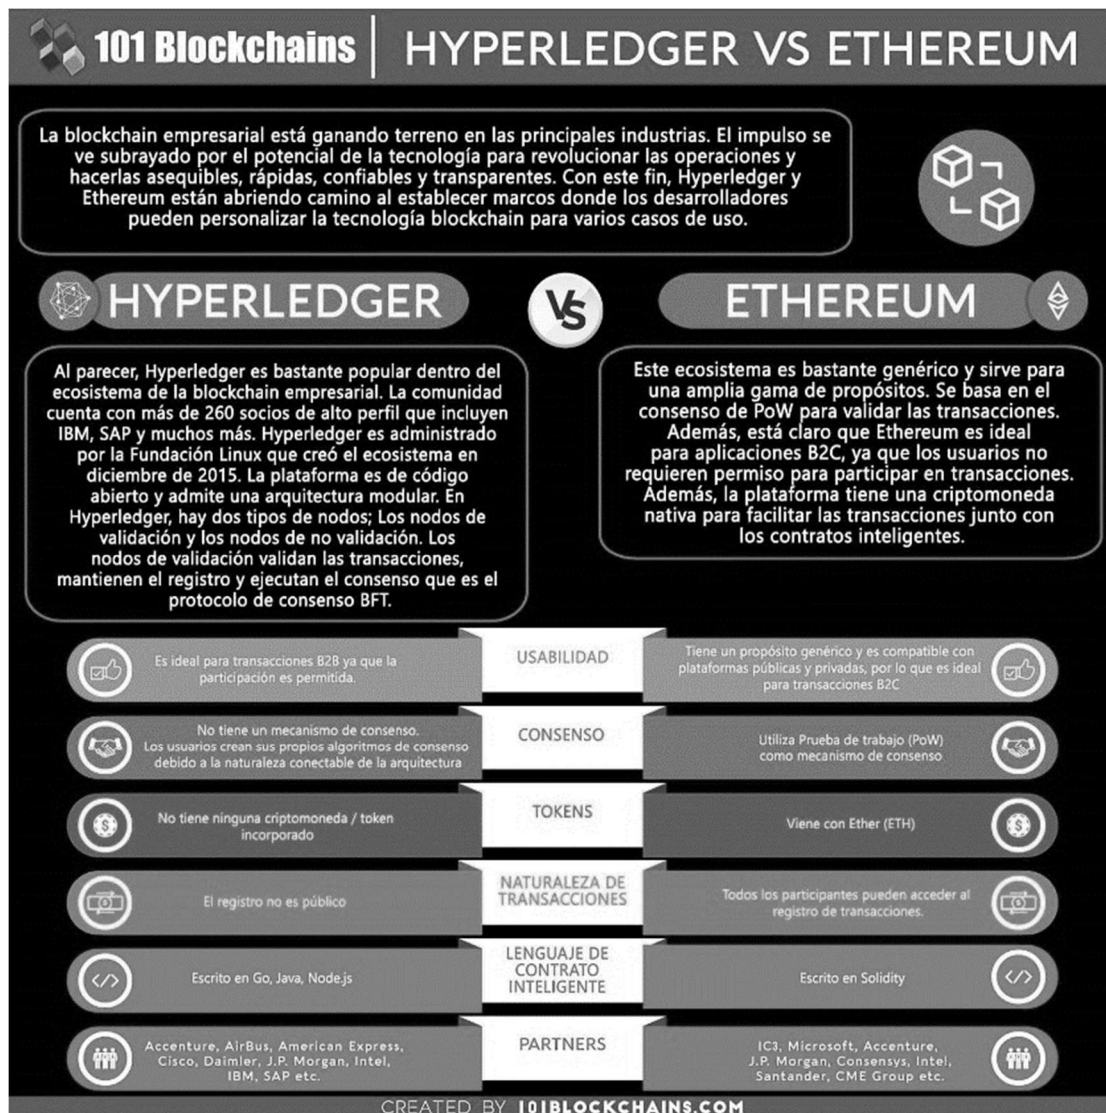 101 Blockchains | HYPERLEDGER VS ETHEREUM
La blockchain empresarial está ganando terreno en las principales industrias. El impulso se
ve subrayado por el potencial de la tecnología para revolucionar las operaciones y
hacerlas asequibles, rápidas, confiables y transparentes. Con este fin, Hyperledger y
Ethereum están abriendo camino al establecer marcos donde los desarrolladores
pueden personalizar la tecnología blockchain para varios casos de uso.
HYPERLEDGER
VS
ETHEREUM
Al parecer, Hyperledger es bastante popular dentro del
ecosistema de la blockchain empresarial. La comunidad
cuenta con más de 260 socios de alto perfil que incluyen
IBM, SAP y muchos más. Hyperledger es administrado
por la Fundación Linux que creó el ecosistema en
diciembre de 2015. La plataforma es de código
abierto y admite una arquitectura modular. En
Hyperledger, hay dos tipos de nodos; Los nodos de
validación y los nodos de no validación. Los
nodos de validación validan las transacciones,
mantienen el registro y ejecutan el consenso que es el
protocolo de consenso BFT.
Este ecosistema es bastante genérico y sirve para
una amplia gama de propósitos. Se basa en el
consenso de PoW para validar las transacciones.
Además, está claro que Ethereum es ideal
para aplicaciones B2C, ya que los usuarios no
requieren permiso para participar en transacciones.
Además, la plataforma tiene una criptomoneda
nativa para facilitar las transacciones junto con
los contratos inteligentes.
Es ideal para transacciones B2B ya que la
participación es permitida.
USABILIDAD
Tiene un propósito genérico y es compatible con
plataformas públicas y privadas, por lo que es ideal
para transacciones B2C
No tiene un mecanismo de consenso.
Los usuarios crean sus propios algoritmos de consenso
debido a la naturaleza conectable de la arquitectura
CONSENSO
Utiliza Prueba de trabajo (PoW)
como mecanismo de consenso
No tiene ninguna criptomoneda / token
incorporado
TOKENS
Viene con Ether (ETH)
El registro no es público
NATURALEZA DE
TRANSACCIONES
Todos los participantes pueden acceder al
registro de transacciones.
Escrito en Go, Java, Node.js
LENGUAJE DE
CONTRATO
INTELIGENTE
Escrito en Solidity
Accenture, AirBus, American Express,
Cisco, Daimler, J.P. Morgan, Intel,
IBM, SAP etc.
PARTNERS
IC3, Microsoft, Accenture,
J.P. Morgan, Consensys, Intel,
Santander, CME Group etc.
CREATED BY 101BLOCKCHAINS.COM